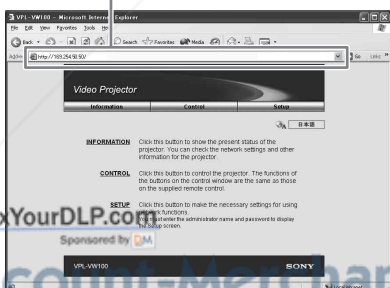 VPL-VW100 - Microsoft Internet Explorer
File Edit View Favorites Tools Help
Back Search Favorites Media
Address http://169.254.50.50/ Go Links
Video Projector
Information Control Setup
日本語
INFORMATION Click this button to show the present status of the
projector. You can check the network settings and other
information for the projector.
CONTROL Click this button to control the projector. The functions of
the buttons on the control window are the same as those
on the supplied remote control.
SETUP Click this button to make the necessary settings for using
network functions.
You must enter the administrator name and password to display
the Setup screen.
xYourDLP.com
Sponsored by DM
VPL-VW100 SONY
count-Merchan